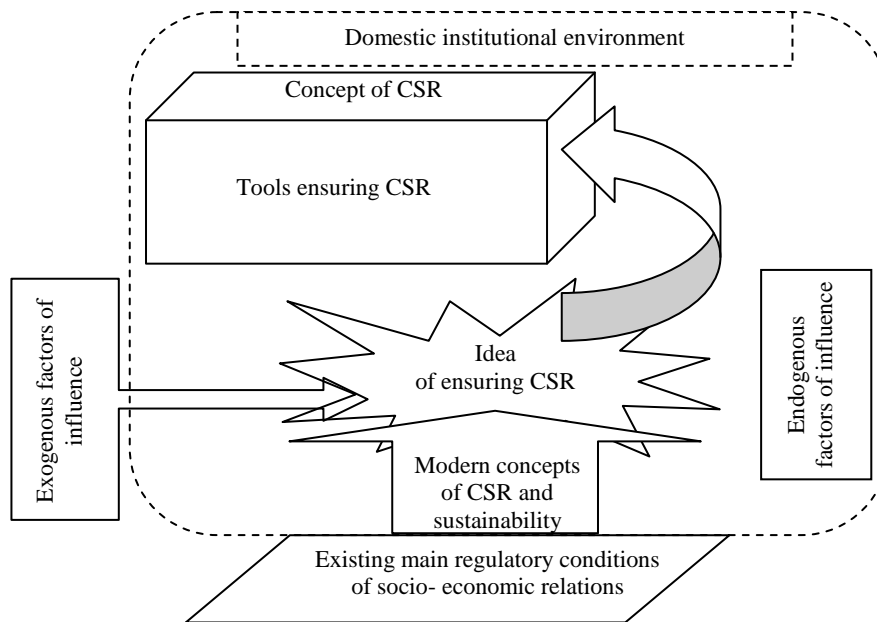 Domestic institutional environment
Concept of CSR
Tools ensuring CSR
Exogenous factors of
influence
Idea
of ensuring CSR
Endogenous
factors of influence
Modern concepts
of CSR and
sustainability
Existing main regulatory conditions
of socio- economic relations